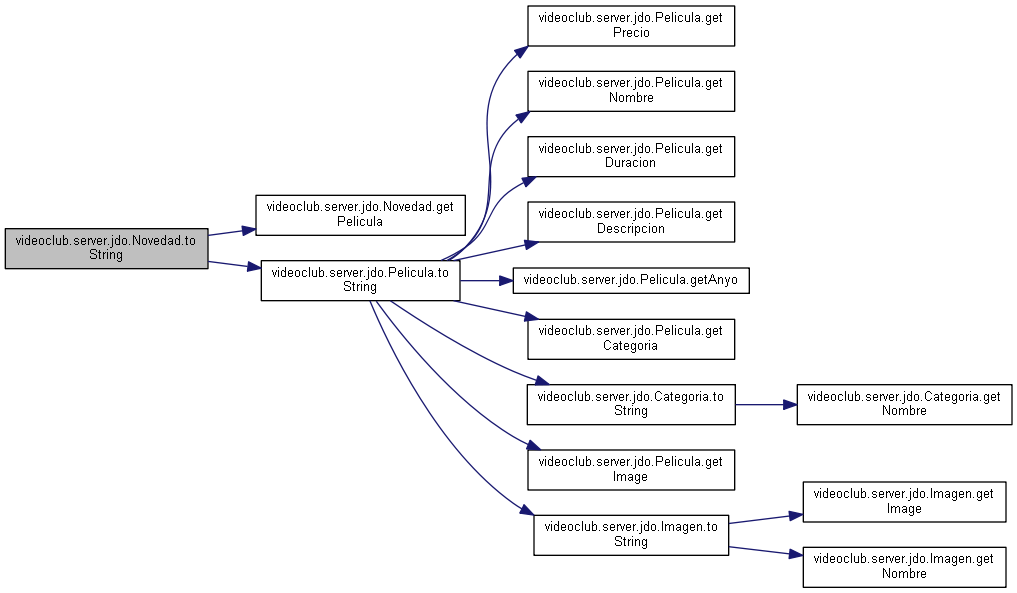 videoclub.server.jdo.Novedad.to
String
videoclub.server.jdo.Novedad.get
Pelicula
videoclub.server.jdo.Pelicula.to
String
videoclub.server.jdo.Pelicula.get
Precio
videoclub.server.jdo.Pelicula.get
Nombre
videoclub.server.jdo.Pelicula.get
Duracion
videoclub.server.jdo.Pelicula.get
Descripcion
videoclub.server.jdo.Pelicula.getAnyo
videoclub.server.jdo.Pelicula.get
Categoria
videoclub.server.jdo.Categoria.to
String
videoclub.server.jdo.Pelicula.get
Image
videoclub.server.jdo.Imagen.to
String
videoclub.server.jdo.Categoria.get
Nombre
videoclub.server.jdo.Imagen.get
Image
videoclub.server.jdo.Imagen.get
Nombre